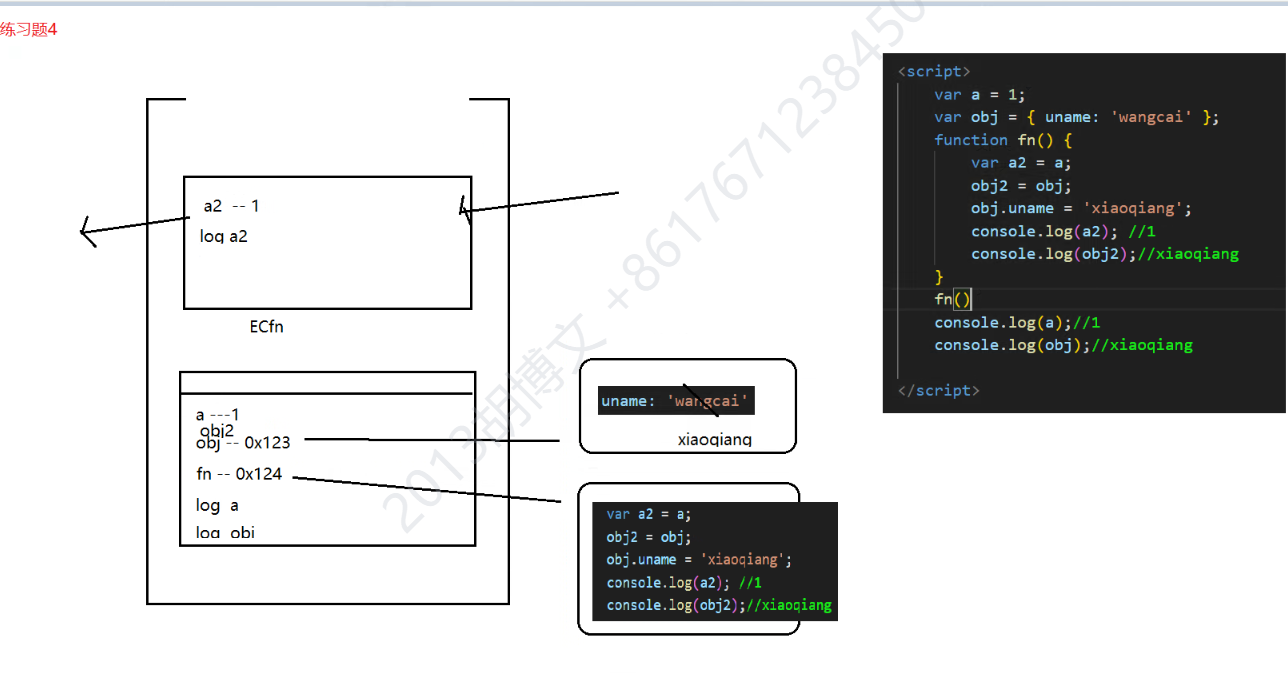 练习题4
a2 -- 1
log a2
ECfn
a ---1
obj2
obj -- 0x123
fn -- 0x124
log a
log obj
uname: 'wangcai'
xiaoqiang
var a2 = a;
obj2 = obj;
obj.uname = 'xiaoqiang';
console.log(a2); //1
console.log(obj2);//xiaoqiang
<script>
var a = 1;
var obj = { uname: 'wangcai' };
function fn() {
var a2 = a;
obj2 = obj;
obj.uname = 'xiaoqiang';
console.log(a2); //1
console.log(obj2);//xiaoqiang
}
fn()
console.log(a);//1
console.log(obj);//xiaoqiang
</script>
2013胡博文 +8617671238450